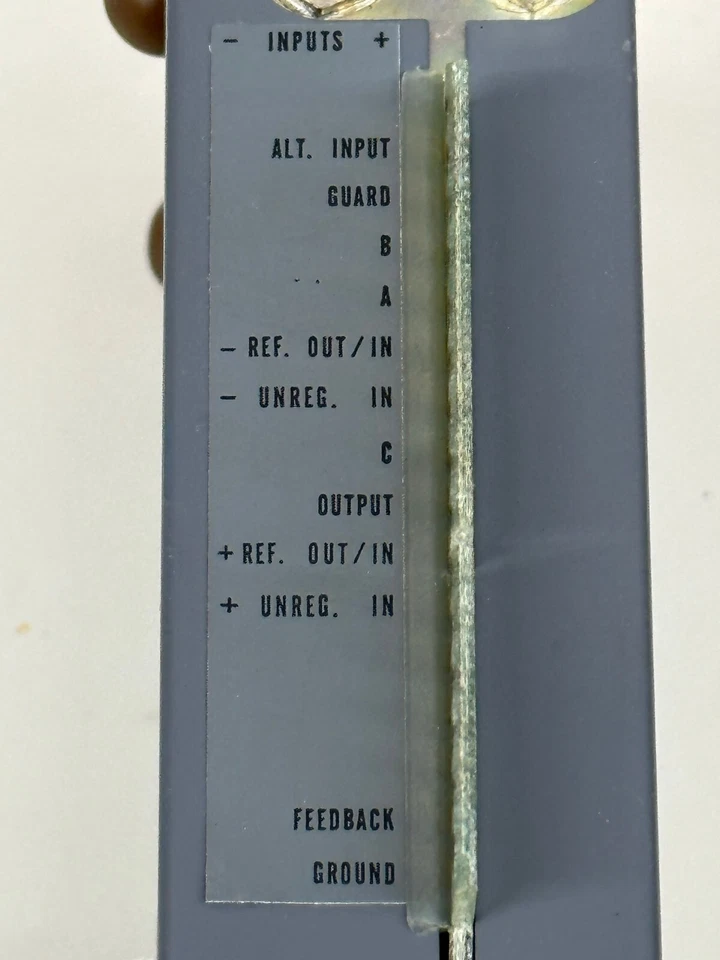 - INPUTS +
ALT. INPUT
GUARD
B
A
- REF. OUT/IN
- UNREG. IN
C
OUTPUT
+ REF. OUT/IN
+ UNREG. IN
FEEDBACK
GROUND